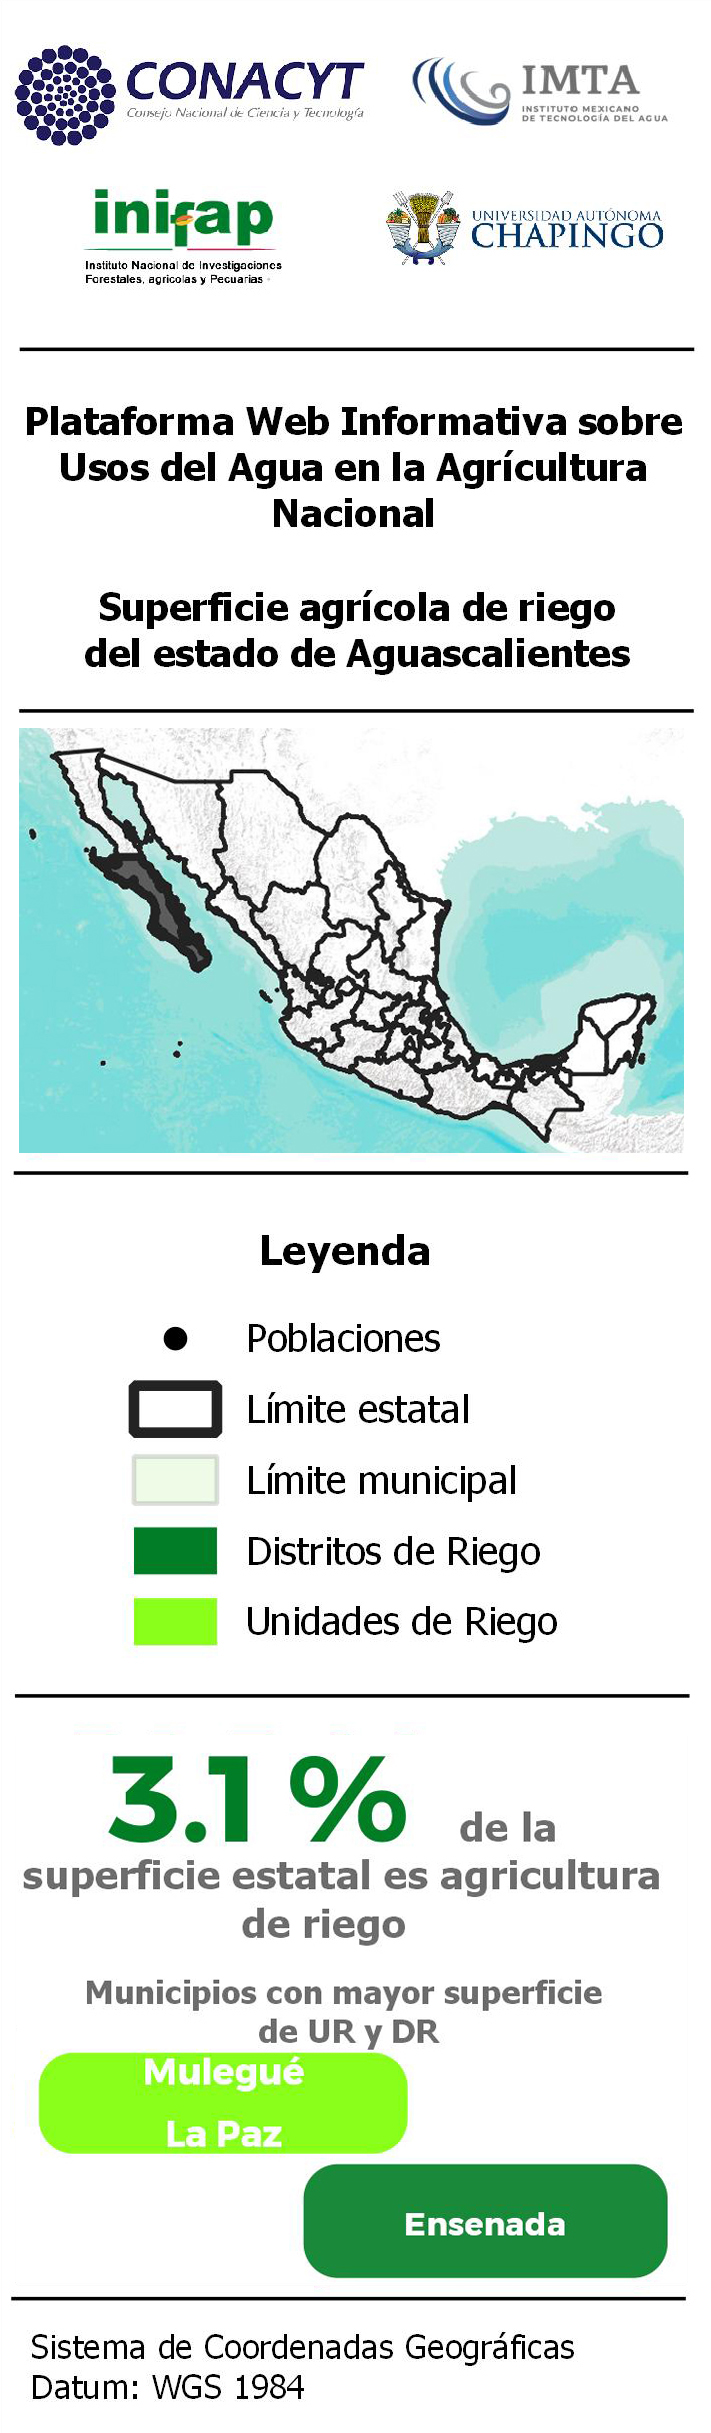 CONACYT
Consejo Nacional de Ciencia y Tecnología
IMTA
INSTITUTO MEXICANO
DE TECNOLOGÍA DEL AGUA
inifap
Instituto Nacional de Investigaciones
Forestales, agricolas y Pecuarias
UNIVERSIDAD AUTÓNOMA
CHAPINGO
Plataforma Web Informativa sobre
Usos del Agua en la Agrícultura
Nacional
Superficie agrícola de riego
del estado de Aguascalientes
Leyenda
Poblaciones
Límite estatal
Límite municipal
Distritos de Riego
Unidades de Riego
3.1 % de la
superficie estatal es agricultura
de riego
Municipios con mayor superficie
de UR y DR
Mulegué
La Paz
Ensenada
Sistema de Coordenadas Geográficas
Datum: WGS 1984